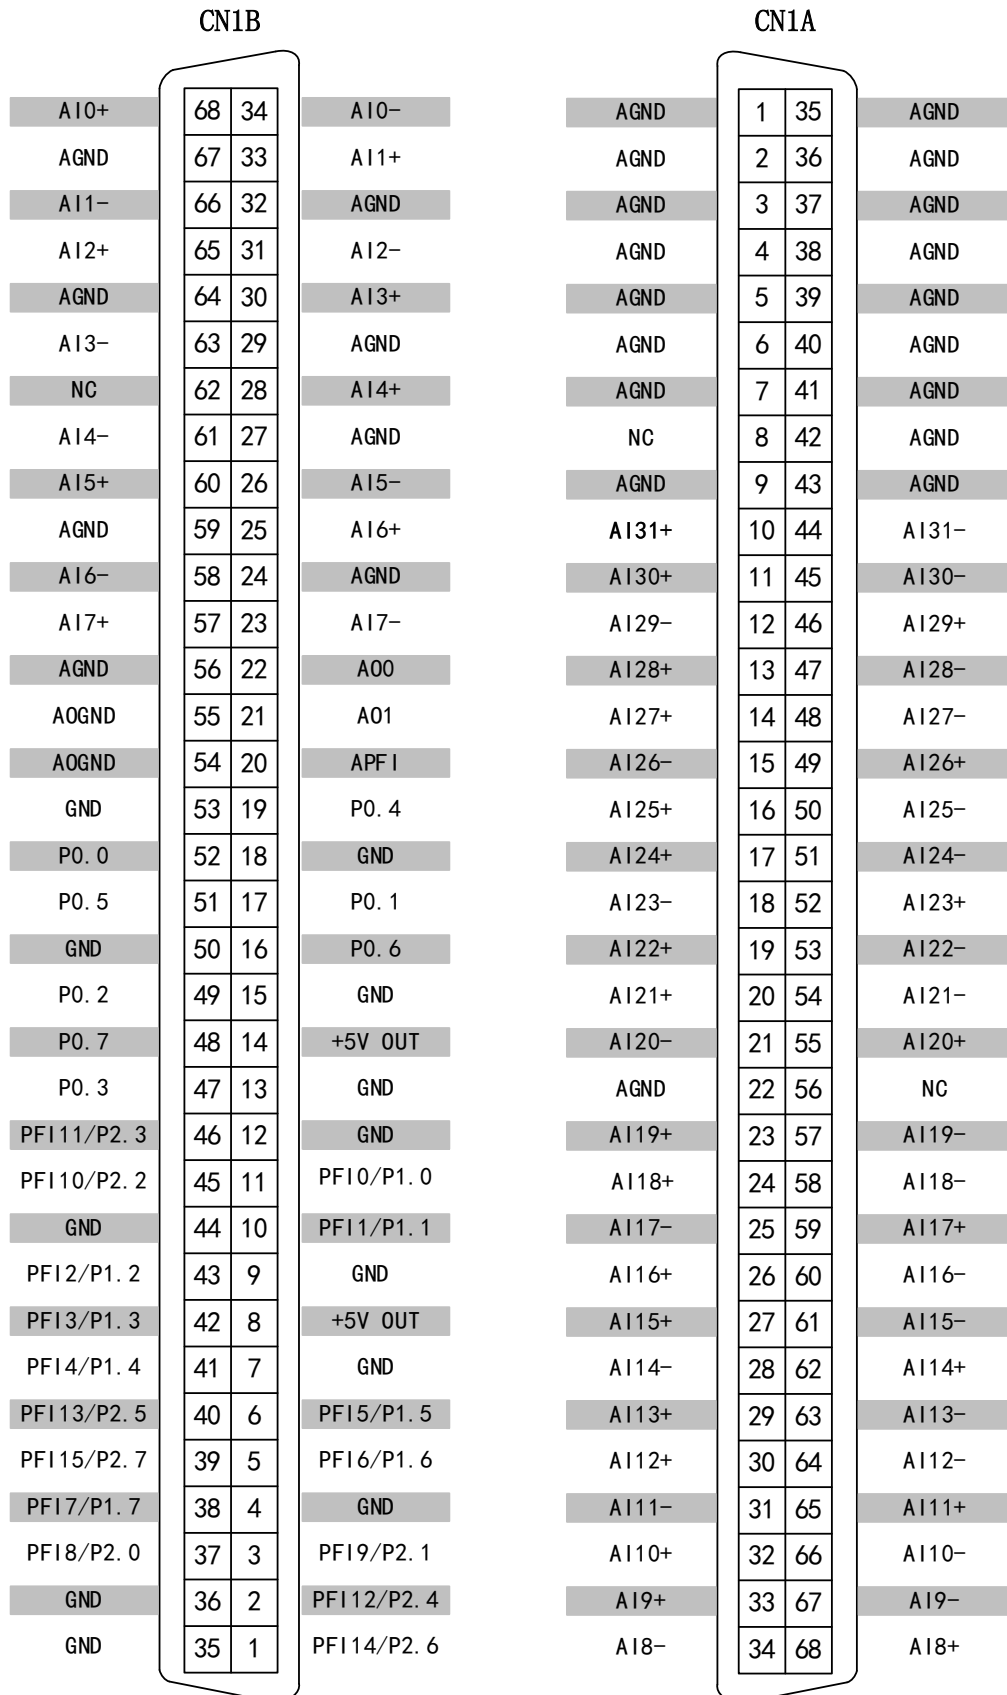 CN1B CN1A
AI0+ 68 34 AI0- AGND 1 35 AGND
AGND 67 33 AI1+ AGND 2 36 AGND
AI1- 66 32 AGND AGND 3 37 AGND
AI2+ 65 31 AI2- AGND 4 38 AGND
AGND 64 30 AI3+ AGND 5 39 AGND
AI3- 63 29 AGND AGND 6 40 AGND
NC 62 28 AI4+ AGND 7 41 AGND
AI4- 61 27 AGND NC 8 42 AGND
AI5+ 60 26 AI5- AGND 9 43 AGND
AGND 59 25 AI6+ AI31+ 10 44 AI31-
AI6- 58 24 AGND AI30+ 11 45 AI30-
AI7+ 57 23 AI7- AI29- 12 46 AI29+
AGND 56 22 AO0 AI28+ 13 47 AI28-
AOGND 55 21 AO1 AI27+ 14 48 AI27-
AOGND 54 20 APFI AI26- 15 49 AI26+
GND 53 19 P0.4 AI25+ 16 50 AI25-
P0.0 52 18 GND AI24+ 17 51 AI24-
P0.5 51 17 P0.1 AI23- 18 52 AI23+
GND 50 16 P0.6 AI22+ 19 53 AI22-
P0.2 49 15 GND AI21+ 20 54 AI21-
P0.7 48 14 +5V OUT AI20- 21 55 AI20+
P0.3 47 13 GND AGND 22 56 NC
PFI11/P2.3 46 12 GND AI19+ 23 57 AI19-
PFI10/P2.2 45 11 PFI0/P1.0 AI18+ 24 58 AI18-
GND 44 10 PFI1/P1.1 AI17- 25 59 AI17+
PFI2/P1.2 43 9 GND AI16+ 26 60 AI16-
PFI3/P1.3 42 8 +5V OUT AI15+ 27 61 AI15-
PFI4/P1.4 41 7 GND AI14- 28 62 AI14+
PFI13/P2.5 40 6 PFI5/P1.5 AI13+ 29 63 AI13-
PFI15/P2.7 39 5 PFI6/P1.6 AI12+ 30 64 AI12-
PFI7/P1.7 38 4 GND AI11- 31 65 AI11+
PFI8/P2.0 37 3 PFI9/P2.1 AI10+ 32 66 AI10-
GND 36 2 PFI12/P2.4 AI9+ 33 67 AI9-
GND 35 1 PFI14/P2.6 AI8- 34 68 AI8+